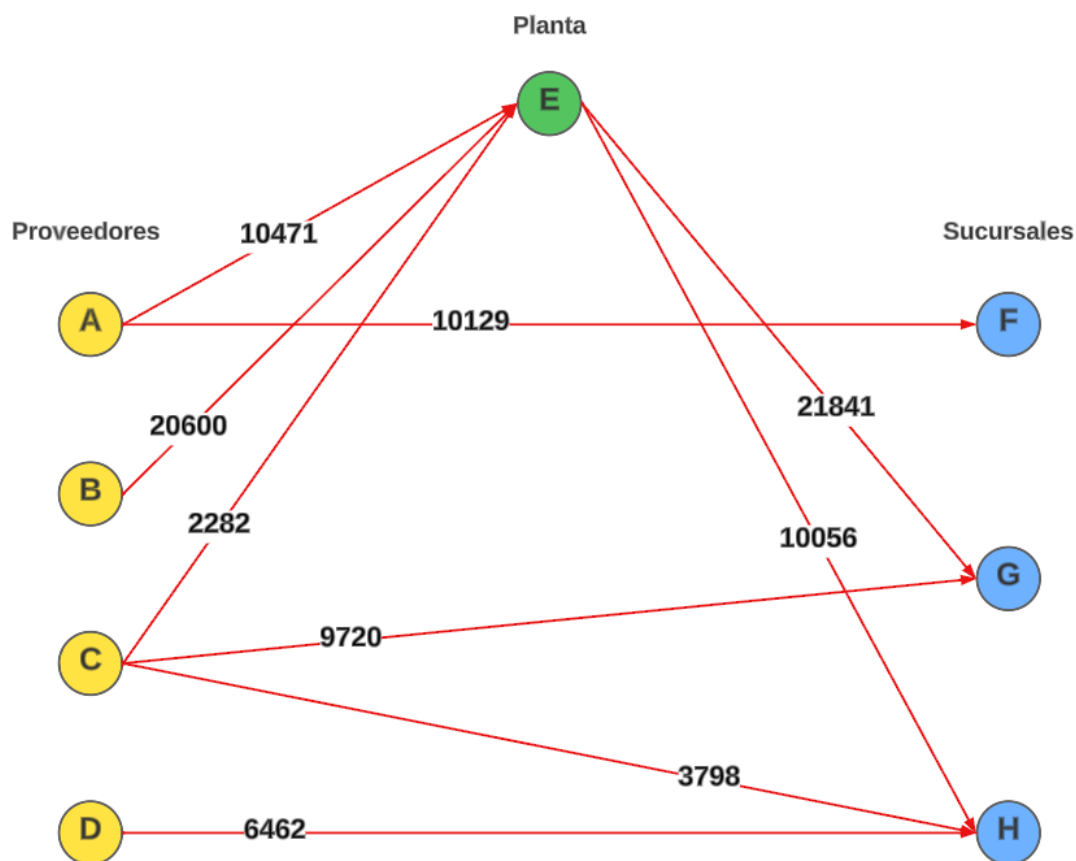 Planta
E
Proveedores
10471
Sucursales
A
10129
F
21841
20600
B
2282
10056
G
9720
C
3798
D
6462
H